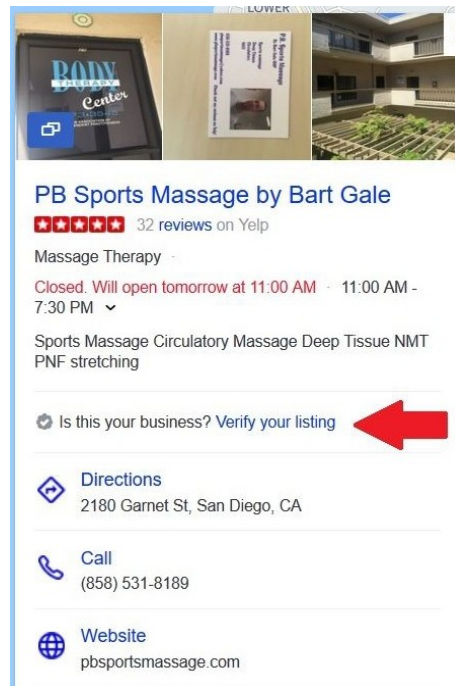 LOWER
BODY
THERAPY
Center
PB Sports Massage
PB Sports Massage by Bart Gale
32 reviews on Yelp
Massage Therapy ·
Closed. Will open tomorrow at 11:00 AM · 11:00 AM -
7:30 PM
Sports Massage Circulatory Massage Deep Tissue NMT
PNF stretching
Is this your business? Verify your listing
Directions
2180 Garnet St, San Diego, CA
Call
(858) 531-8189
Website
pbsportsmassage.com